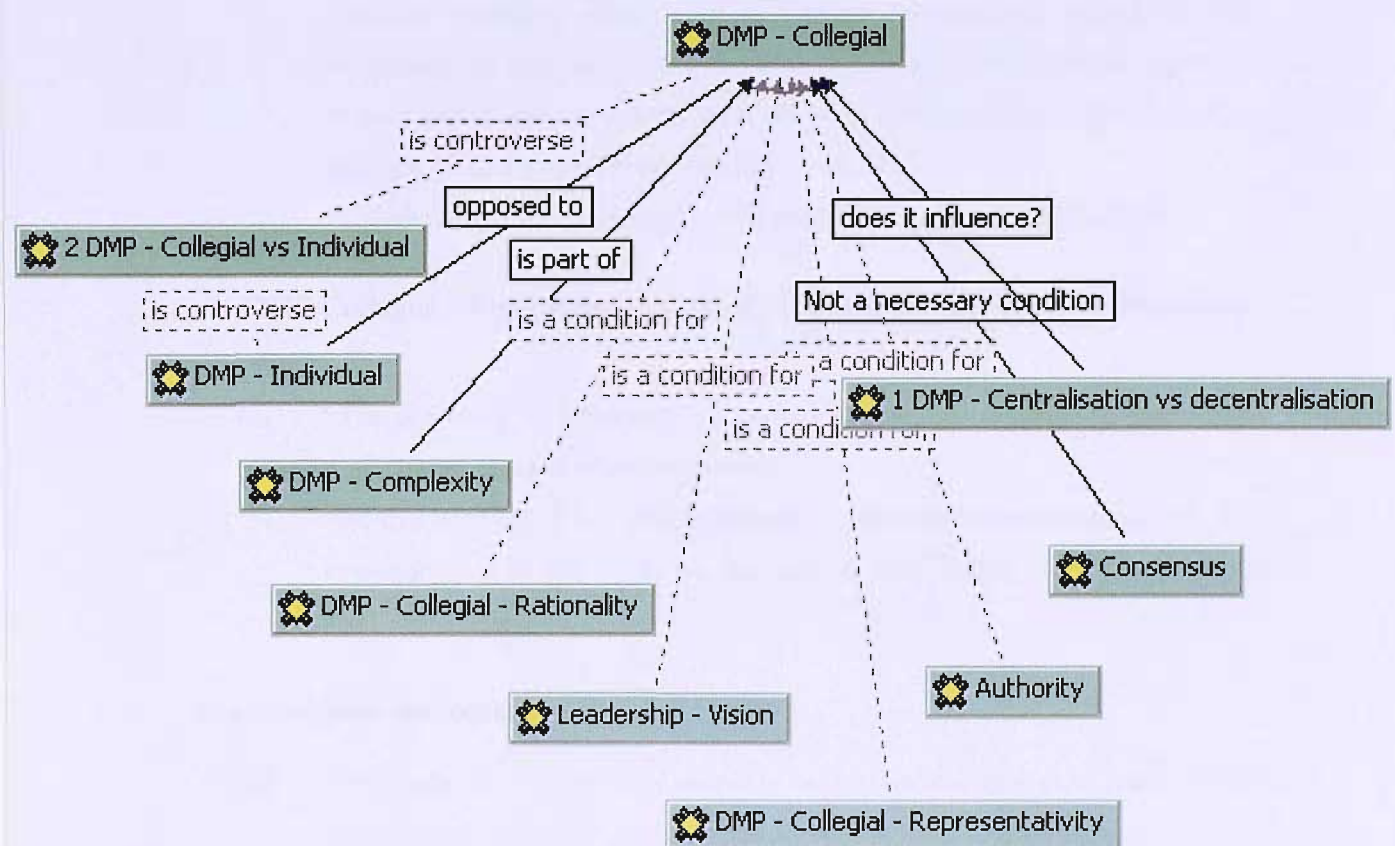 DMP - Collegial
is controverse
opposed to
does it influence?
2 DMP - Collegial vs Individual
is part of
is controverse
Not a necessary condition
is a condition for
a condition for
DMP - Individual
is a condition for
1 DMP - Centralisation vs decentralisation
is a condition for
DMP - Complexity
Consensus
DMP - Collegial - Rationality
Authority
Leadership - Vision
DMP - Collegial - Representativity